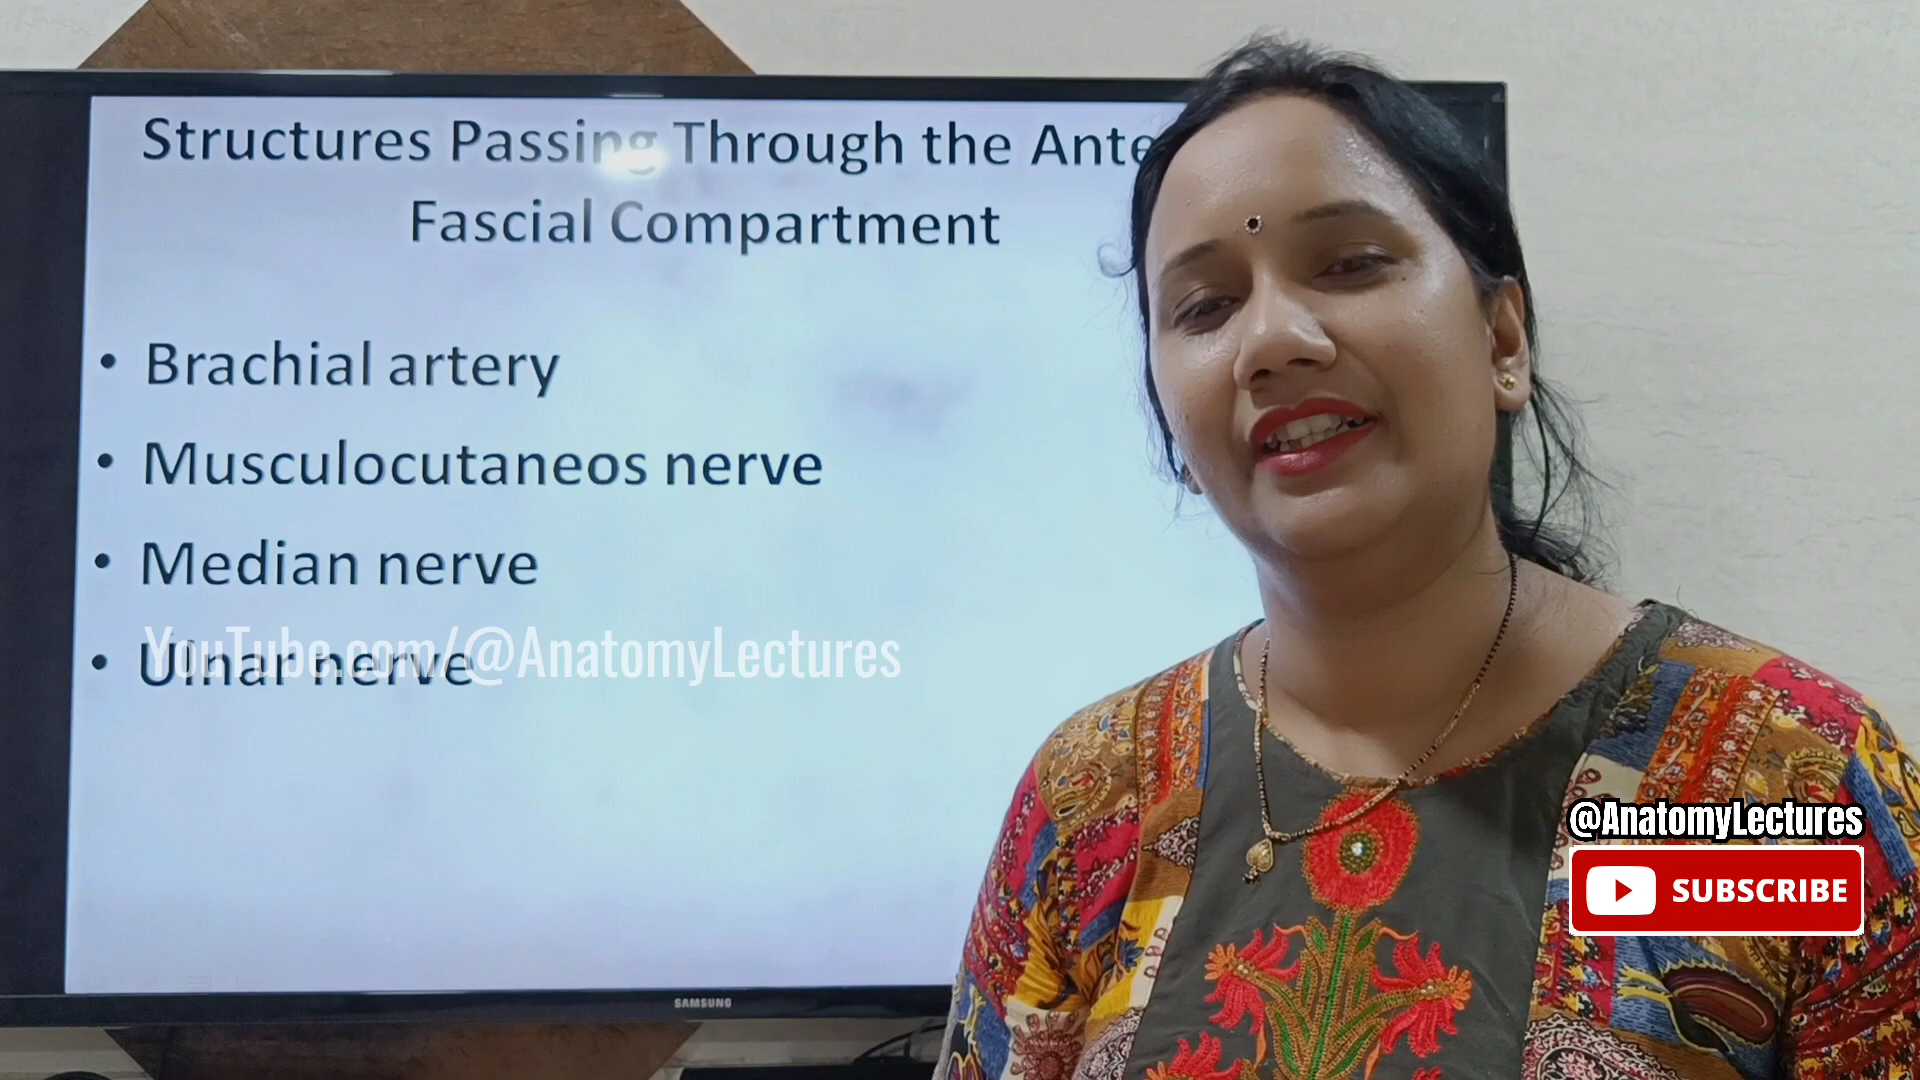 Structures Passing Through the Ante
Fascial Compartment
• Brachial artery
• Musculocutaneos nerve
• Median nerve
• Ulnar nerve
YouTube.com/@AnatomyLectures
@AnatomyLectures
SUBSCRIBE
SAMSUNG